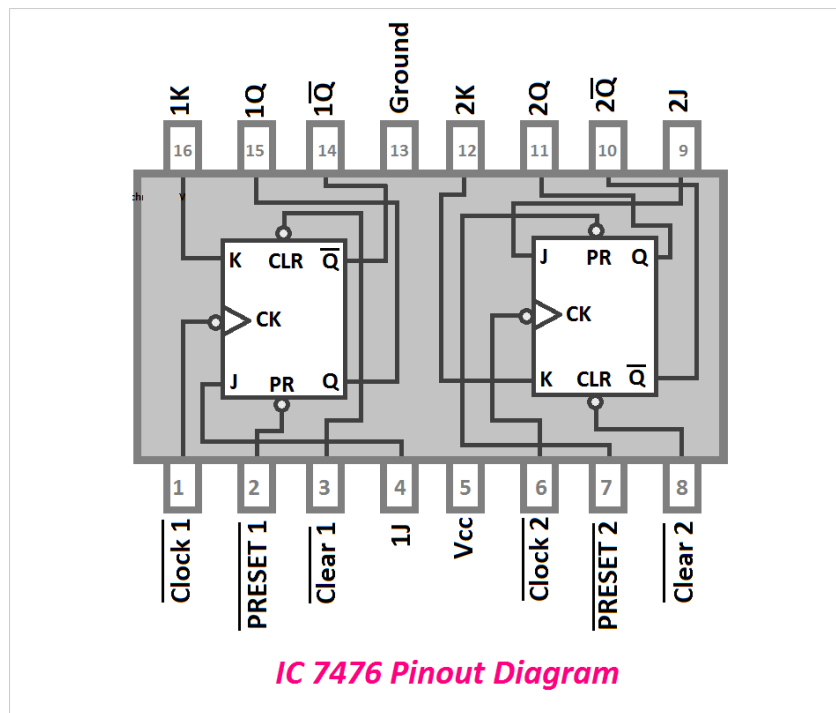 1K 1Q 1Q̅ Ground 2K 2Q 2̅Q̅ 2J
16 15 14 13 12 11 10 9
K CLR Q̅
J PR Q
CK
CK
J PR Q
K CLR Q̅
1 2 3 4 5 6 7 8
Clock 1 PRESET 1 Clear 1 1J Vcc Clock 2 PRESET 2 Clear 2
IC 7476 Pinout Diagram